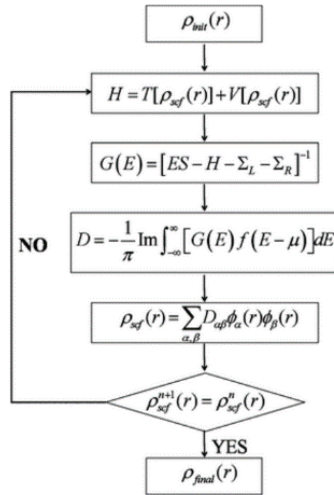 ρ_init(r)
H = T[ρ_scf(r)] + V[ρ_scf(r)]
G(E) = [ES − H − Σ_L − Σ_R]^−1
NO
D = −1/π Im∫_−∞^∞ [G(E) f(E − μ)]dE
ρ_scf(r) = ∑_α,β D_αβ ϕ_α(r)ϕ_β(r)
ρ_scf^n+1(r) = ρ_scf^n(r)
YES
ρ_final(r)